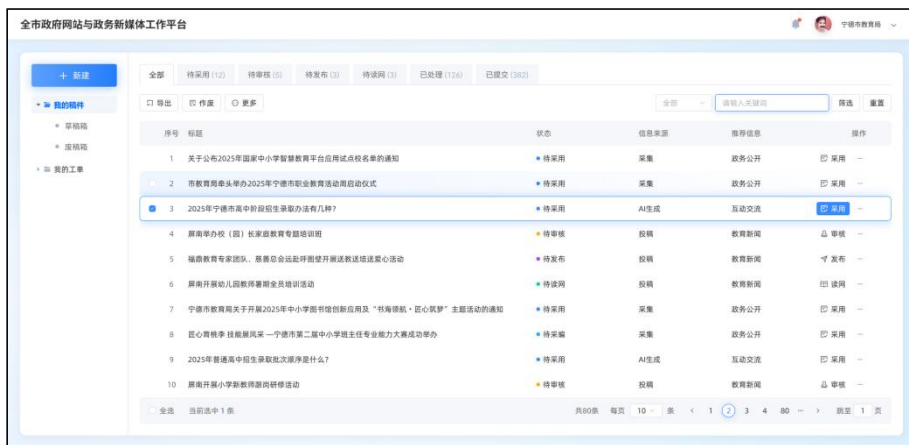 全市政府网站与政务新媒体工作平台
宁德市教育局
+ 新建
全部 待采用(12) 待审核(5) 待发布(3) 待读网(3) 已处理(126) 已提交(382)
我的稿件
草稿箱
废稿箱
我的工单
导出 作废 更多 全部 请输入关键词 筛选 重置
序号 标题 状态 信息来源 推荐信息 操作
1 关于公布2025年国家中小学智慧教育平台应用试点校名单的通知 待采用 采集 政务公开 采用 ···
2 市教育局牵头举办2025年宁德市职业教育活动周启动仪式 待采用 采集 政务公开 采用 ···
3 2025年宁德市高中阶段招生录取办法有几种? 待采用 AI生成 互动交流 采用 ···
4 屏南举办校（园）长家庭教育专题培训班 待审核 投稿 教育新闻 审核 ···
5 福鼎教育专家团队、慈善总会远赴呼图壁开展送教送培送爱心活动 待发布 投稿 教育新闻 发布 ···
6 屏南开展幼儿园教师暑期全员培训活动 待读网 投稿 教育新闻 读网 ···
7 宁德市教育局关于开展2025年中小学图书馆创新应用及“书海领航·匠心筑梦”主题活动的通知 待采用 采集 政务公开 采用 ···
8 匠心育桃李 技能展风采 —宁德市第二届中小学班主任专业能力大赛成功举办 待采编 采集 政务公开 采用 ···
9 2025年普通高中招生录取批次顺序是什么? 待采用 AI生成 互动交流 采用 ···
10 屏南开展小学新教师跟岗研修活动 待审核 投稿 教育新闻 审核 ···
全选 当前选中 1 条 共80条 每页 10 条 < 1 2 3 4 80 ··· > 跳至 1 页